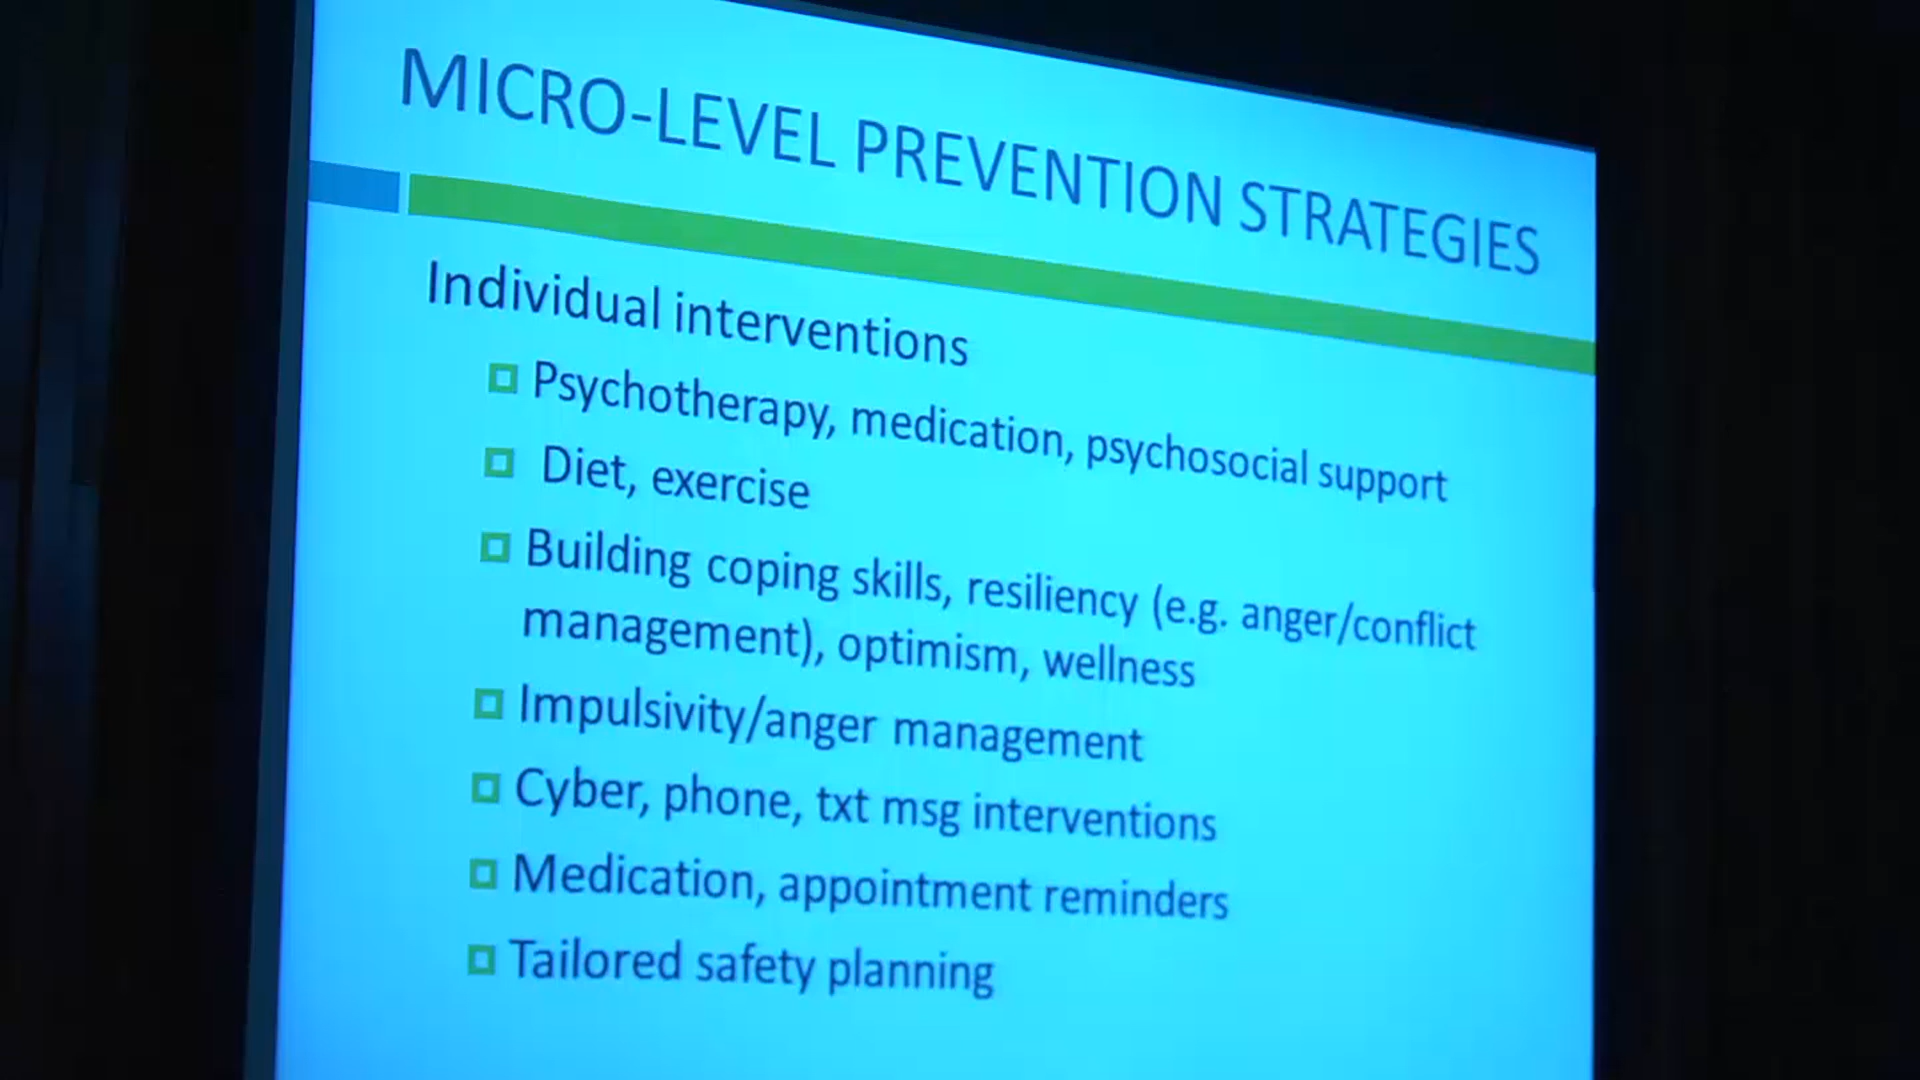 MICRO-LEVEL PREVENTION STRATEGIES
Individual interventions
Psychotherapy, medication, psychosocial support
Diet, exercise
Building coping skills, resiliency (e.g. anger/conflict
management), optimism, wellness
Impulsivity/anger management
Cyber, phone, txt msg interventions
Medication, appointment reminders
Tailored safety planning